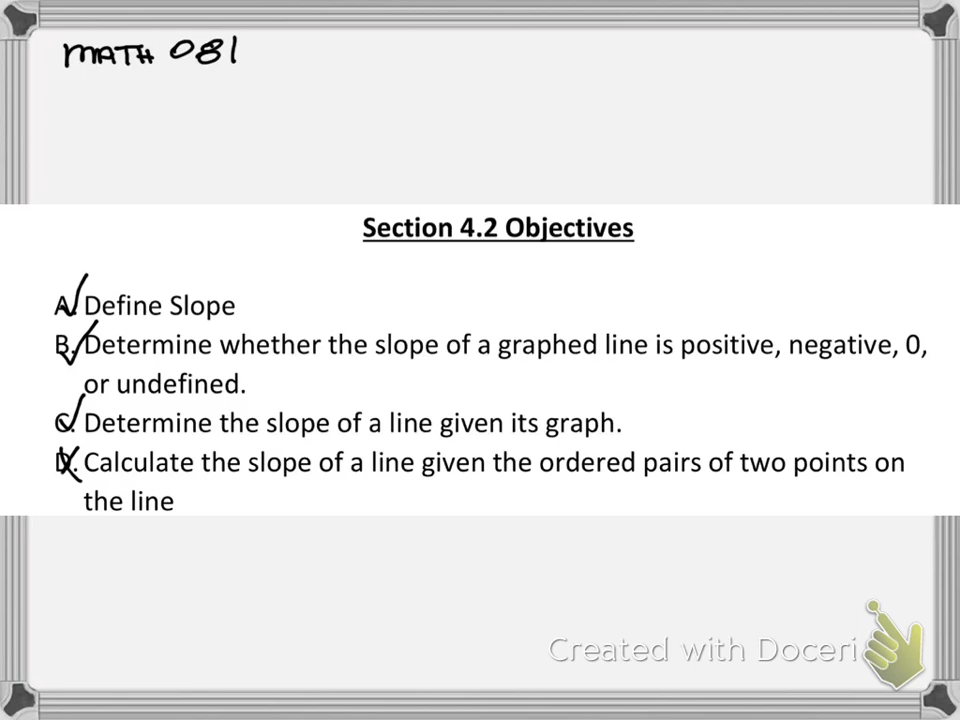 MATH 081
Section 4.2 Objectives
A. Define Slope
B. Determine whether the slope of a graphed line is positive, negative, 0,
or undefined.
C. Determine the slope of a line given its graph.
D. Calculate the slope of a line given the ordered pairs of two points on
the line
Created with Doceri